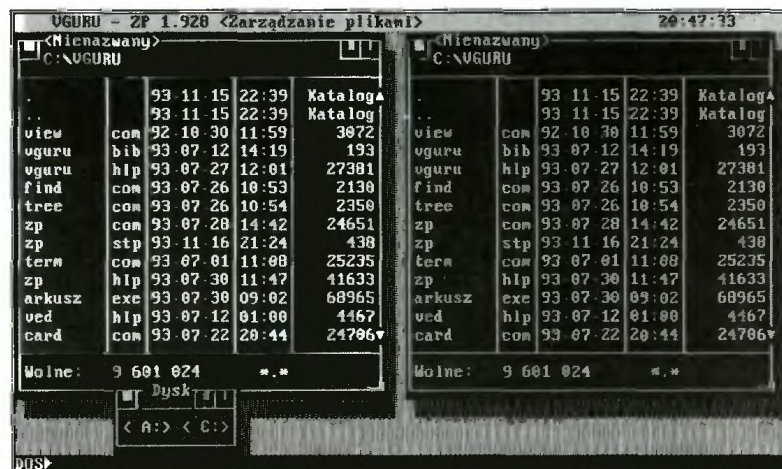 VGURU - ZP 1.920 <Zarządzanie plikami> 20:47:33
<Nienazwany>
C:\VGURU
. 93-11-15 22:39 Katalog
.. 93-11-15 22:39 Katalog
view com 92-10-30 11:59 3072
vguru bib 93-07-12 14:19 193
vguru hlp 93-07-27 12:01 27381
find com 93-07-26 10:53 2130
tree com 93-07-26 10:54 2350
zp com 93-07-28 14:42 24651
zp stp 93-11-16 21:24 438
term com 93-07-01 11:08 25235
zp hlp 93-07-30 11:47 41633
arkusz exe 93-07-30 09:02 68965
ved hlp 93-07-12 01:00 4467
card com 93-07-22 20:44 24706
Wolne: 9 601 024 *.*
<Nienazwany>
C:\VGURU
. 93-11-15 22:39 Katalog
.. 93-11-15 22:39 Katalog
view com 92-10-30 11:59 3072
vguru bib 93-07-12 14:19 193
vguru hlp 93-07-27 12:01 27381
find com 93-07-26 10:53 2130
tree com 93-07-26 10:54 2350
zp com 93-07-28 14:42 24651
zp stp 93-11-16 21:24 438
term com 93-07-01 11:08 25235
zp hlp 93-07-30 11:47 41633
arkusz exe 93-07-30 09:02 68965
ved hlp 93-07-12 01:00 4467
card com 93-07-22 20:44 24706
Wolne: 9 601 024 *.*
Dysk
< A:> < C:>
DOS